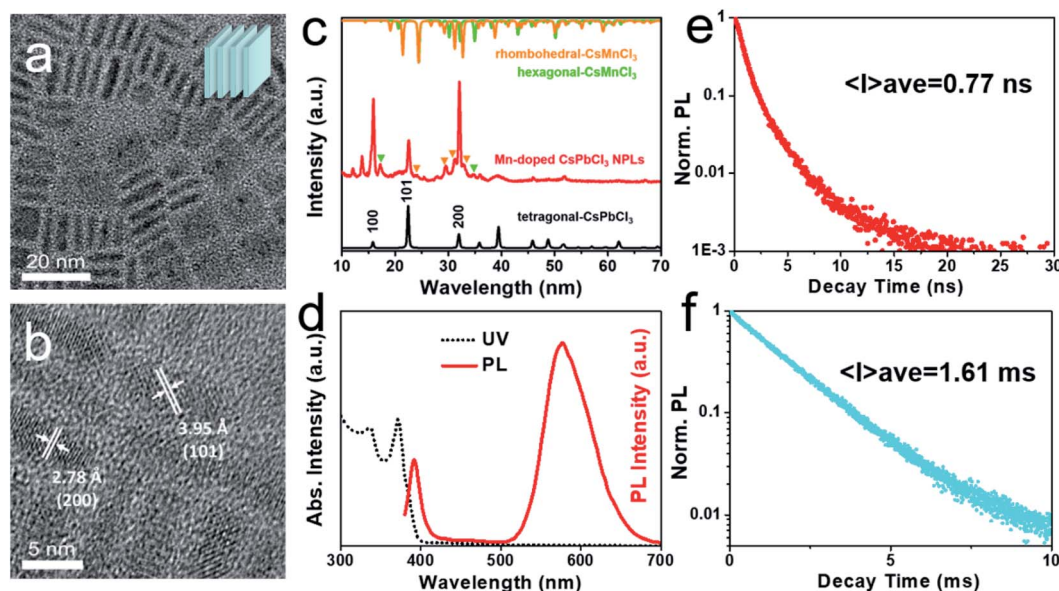 a
20 nm
b
3.95 Å
(101)
2.78 Å
(200)
5 nm
c
Intensity (a.u.)
rhombohedral-CsMnCl₃
hexagonal-CsMnCl₃
Mn-doped CsPbCl₃ NPLs
100
101
200
tetragonal-CsPbCl₃
10 20 30 40 50 60 70
Wavelength (nm)
d
Abs. Intensity (a.u.)
UV
PL
PL Intensity (a.u.)
300 400 500 600 700
Wavelength (nm)
e
Norm. PL
1
0.1
0.01
1E-3
<I>ave=0.77 ns
0 5 10 15 20 25 30
Decay Time (ns)
f
Norm. PL
1
0.1
0.01
<I>ave=1.61 ms
0 5 10
Decay Time (ms)